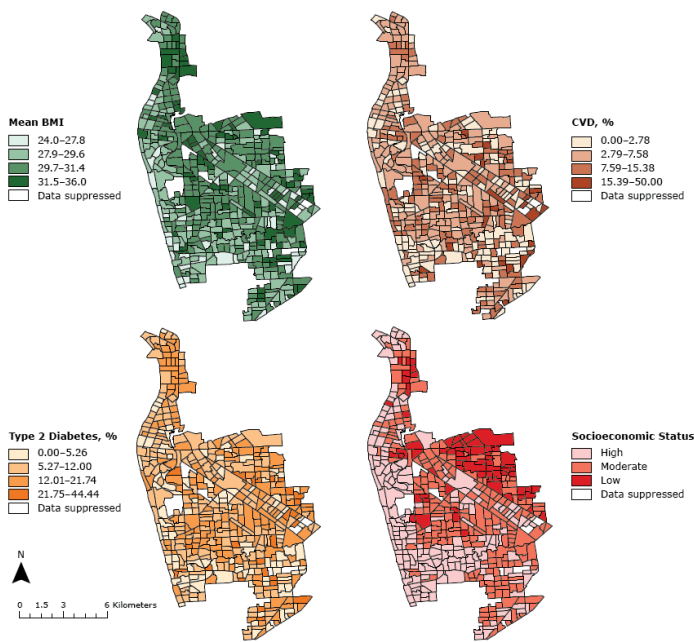 Mean BMI
24.0–27.8
27.9–29.6
29.7–31.4
31.5–36.0
Data suppressed
CVD, %
0.00–2.78
2.79–7.58
7.59–15.38
15.39–50.00
Data suppressed
Type 2 Diabetes, %
0.00–5.26
5.27–12.00
12.01–21.74
21.75–44.44
Data suppressed
Socioeconomic Status
High
Moderate
Low
Data suppressed
N
0 1.5 3 6 Kilometers